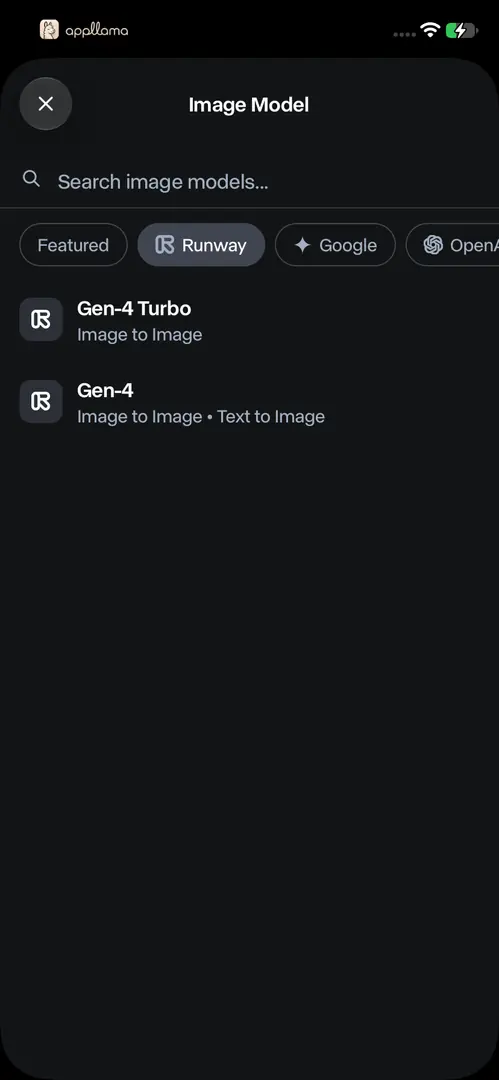 appllama
Image Model
Search image models...
Featured
Runway
Google
OpenA
Gen-4 Turbo
Image to Image
Gen-4
Image to Image • Text to Image